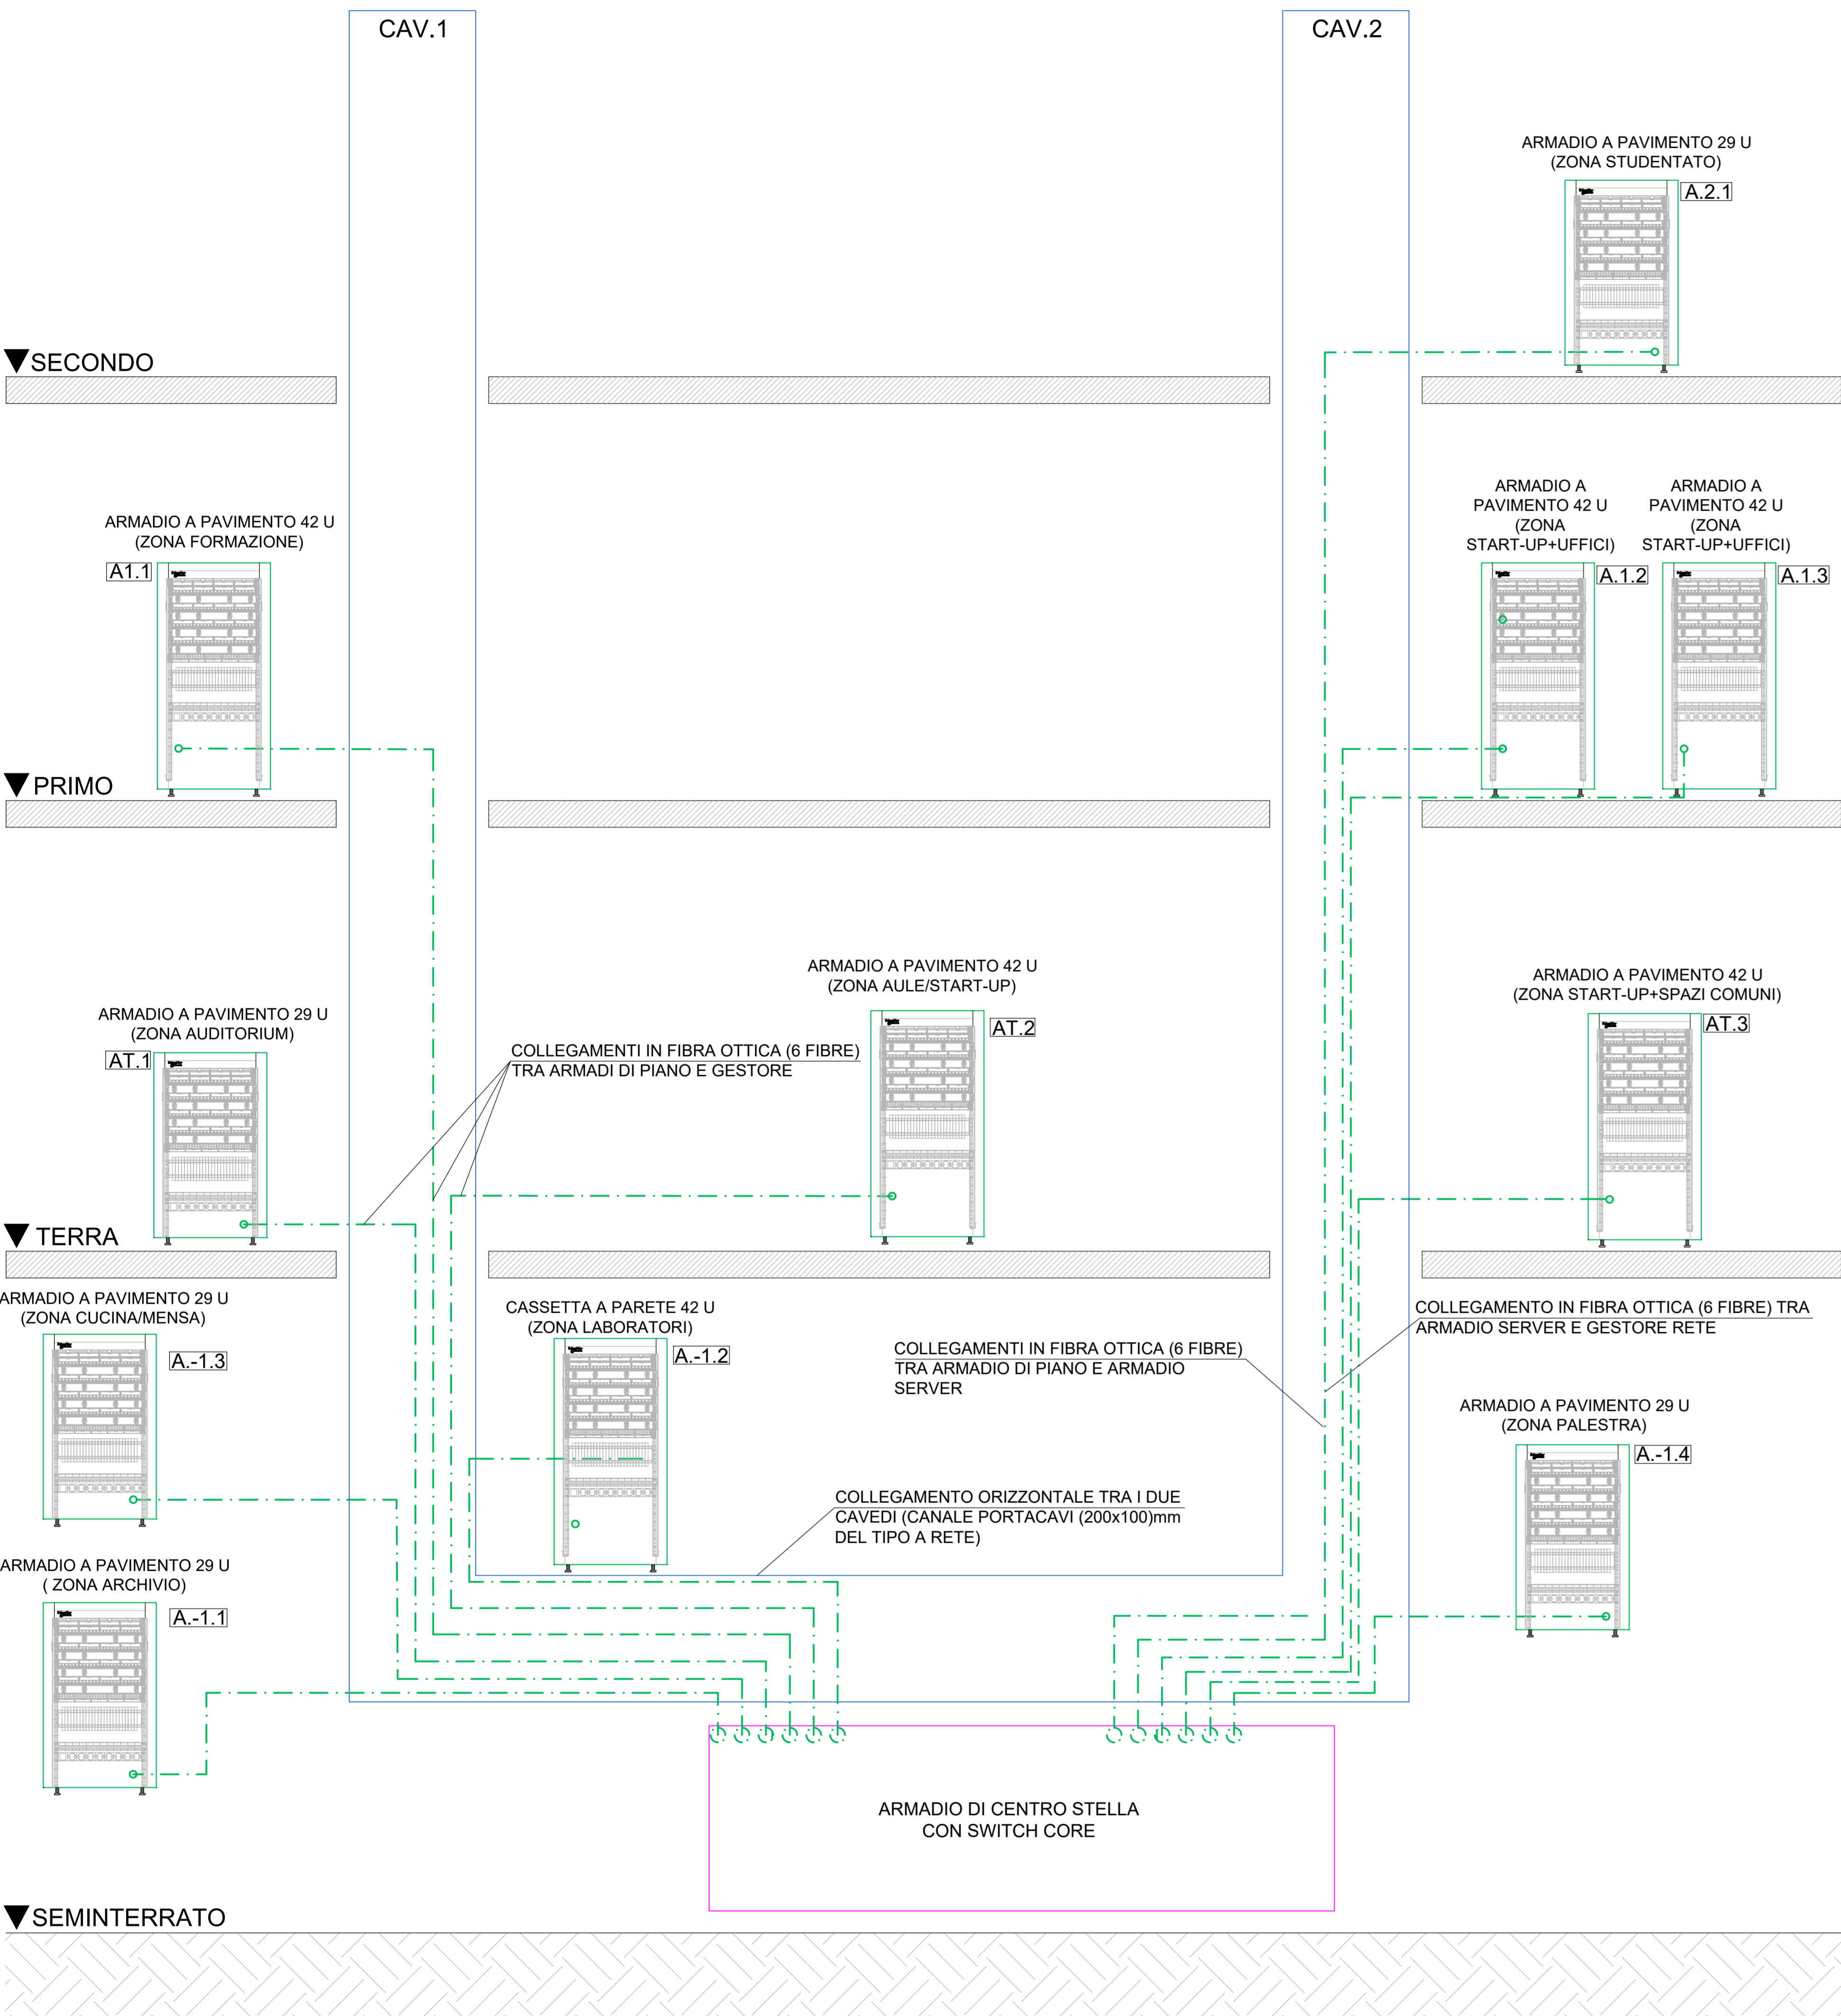 CAV.1
CAV.2
ARMADIO A PAVIMENTO 29 U
(ZONA STUDENTATO)
A.2.1
SECONDO
ARMADIO A PAVIMENTO 42 U
(ZONA FORMAZIONE)
A1.1
ARMADIO A
PAVIMENTO 42 U
(ZONA
START-UP+UFFICI)
A.1.2
ARMADIO A
PAVIMENTO 42 U
(ZONA
START-UP+UFFICI)
A.1.3
PRIMO
ARMADIO A PAVIMENTO 29 U
(ZONA AUDITORIUM)
AT.1
COLLEGAMENTI IN FIBRA OTTICA (6 FIBRE)
TRA ARMADI DI PIANO E GESTORE
ARMADIO A PAVIMENTO 42 U
(ZONA AULE/START-UP)
AT.2
ARMADIO A PAVIMENTO 42 U
(ZONA START-UP+SPAZI COMUNI)
AT.3
TERRA
ARMADIO A PAVIMENTO 29 U
(ZONA CUCINA/MENSA)
A.-1.3
CASSETTA A PARETE 42 U
(ZONA LABORATORI)
A.-1.2
COLLEGAMENTI IN FIBRA OTTICA (6 FIBRE)
TRA ARMADIO DI PIANO E ARMADIO
SERVER
COLLEGAMENTO IN FIBRA OTTICA (6 FIBRE) TRA
ARMADIO SERVER E GESTORE RETE
ARMADIO A PAVIMENTO 29 U
(ZONA PALESTRA)
A.-1.4
COLLEGAMENTO ORIZZONTALE TRA I DUE
CAVEDI (CANALE PORTACAVI (200x100)mm
DEL TIPO A RETE)
ARMADIO A PAVIMENTO 29 U
( ZONA ARCHIVIO)
A.-1.1
ARMADIO DI CENTRO STELLA
CON SWITCH CORE
SEMINTERRATO